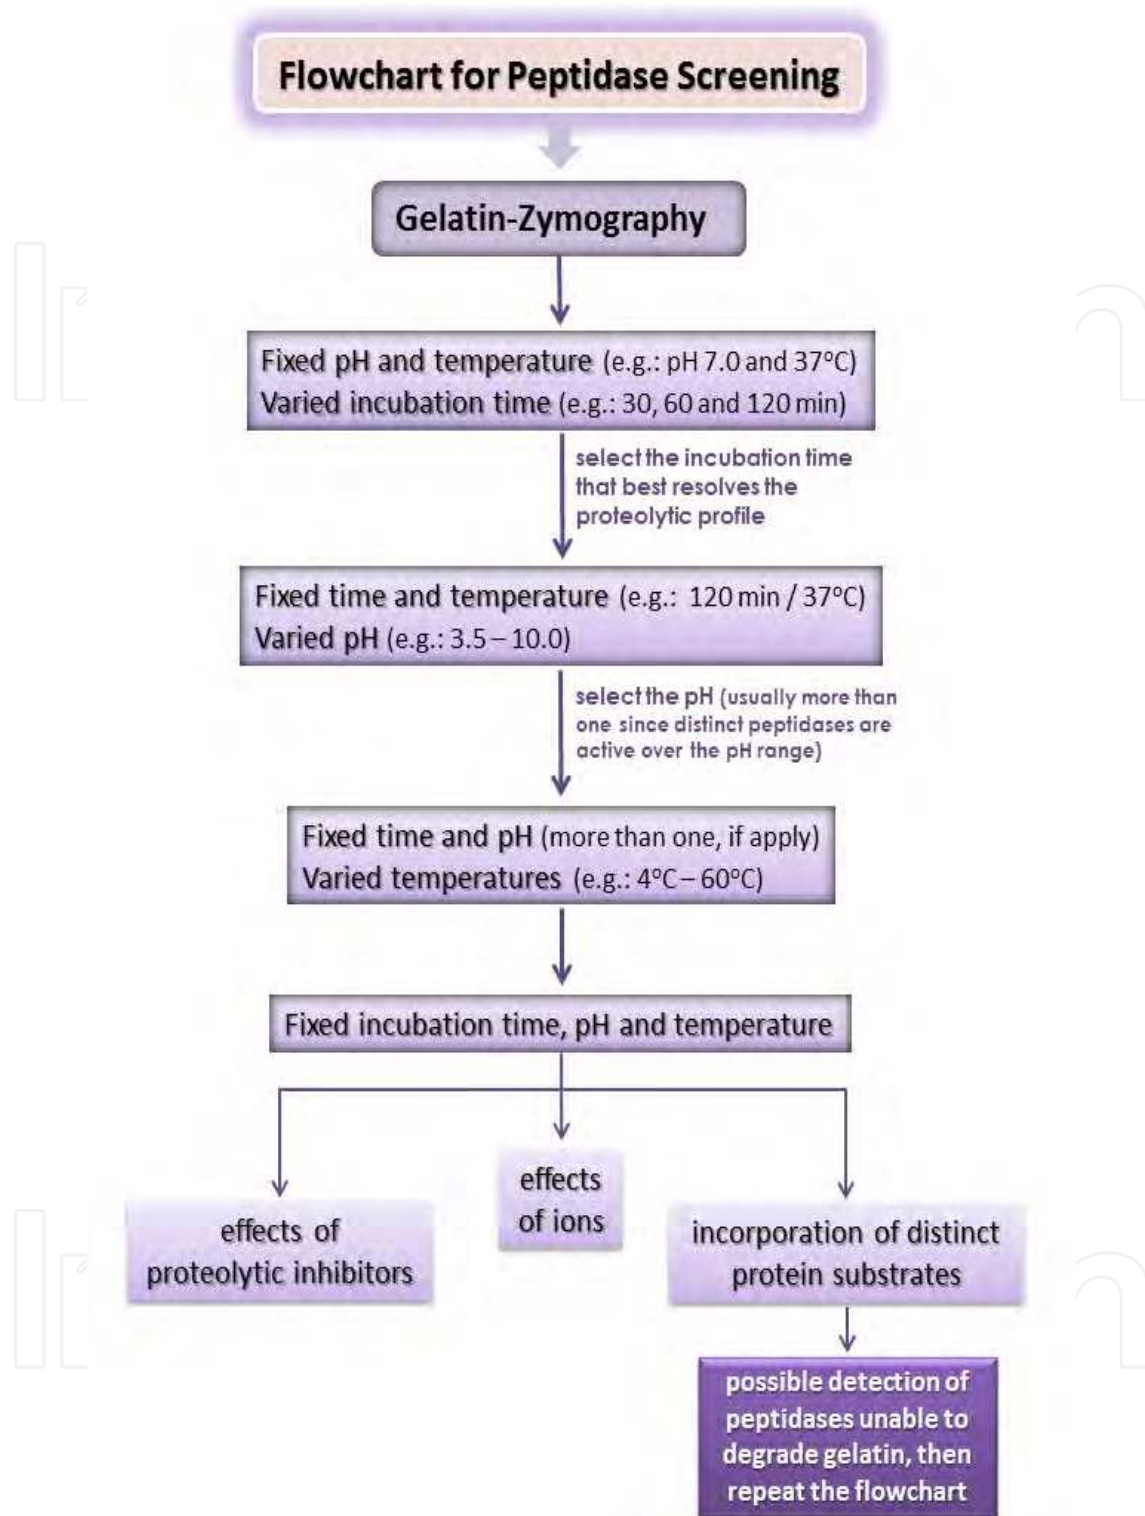 Flowchart for Peptidase Screening
Gelatin-Zymography
Fixed pH and temperature (e.g.: pH 7.0 and 37ºC)
Varied incubation time (e.g.: 30, 60 and 120 min)
select the incubation time
that best resolves the
proteolytic profile
Fixed time and temperature (e.g.: 120 min / 37ºC)
Varied pH (e.g.: 3.5 – 10.0)
select the pH (usually more than
one since distinct peptidases are
active over the pH range)
Fixed time and pH (more than one, if apply)
Varied temperatures (e.g.: 4ºC – 60ºC)
Fixed incubation time, pH and temperature
effects of
proteolytic inhibitors
effects
of ions
incorporation of distinct
protein substrates
possible detection of
peptidases unable to
degrade gelatin, then
repeat the flowchart